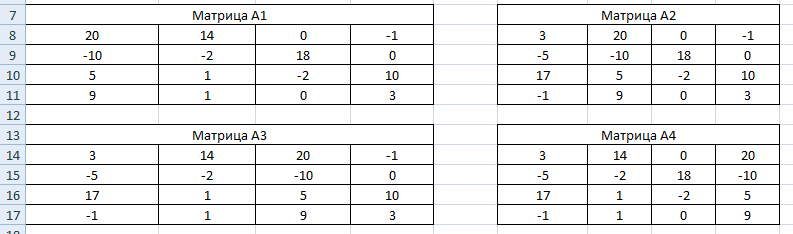 7 Матрица A1 Матрица A2
8 20 14 0 -1 3 20 0 -1
9 -10 -2 18 0 -5 -10 18 0
10 5 1 -2 10 17 5 -2 10
11 9 1 0 3 -1 9 0 3
12
13 Матрица A3 Матрица A4
14 3 14 20 -1 3 14 0 20
15 -5 -2 -10 0 -5 -2 18 -10
16 17 1 5 10 17 1 -2 5
17 -1 1 9 3 -1 1 0 9